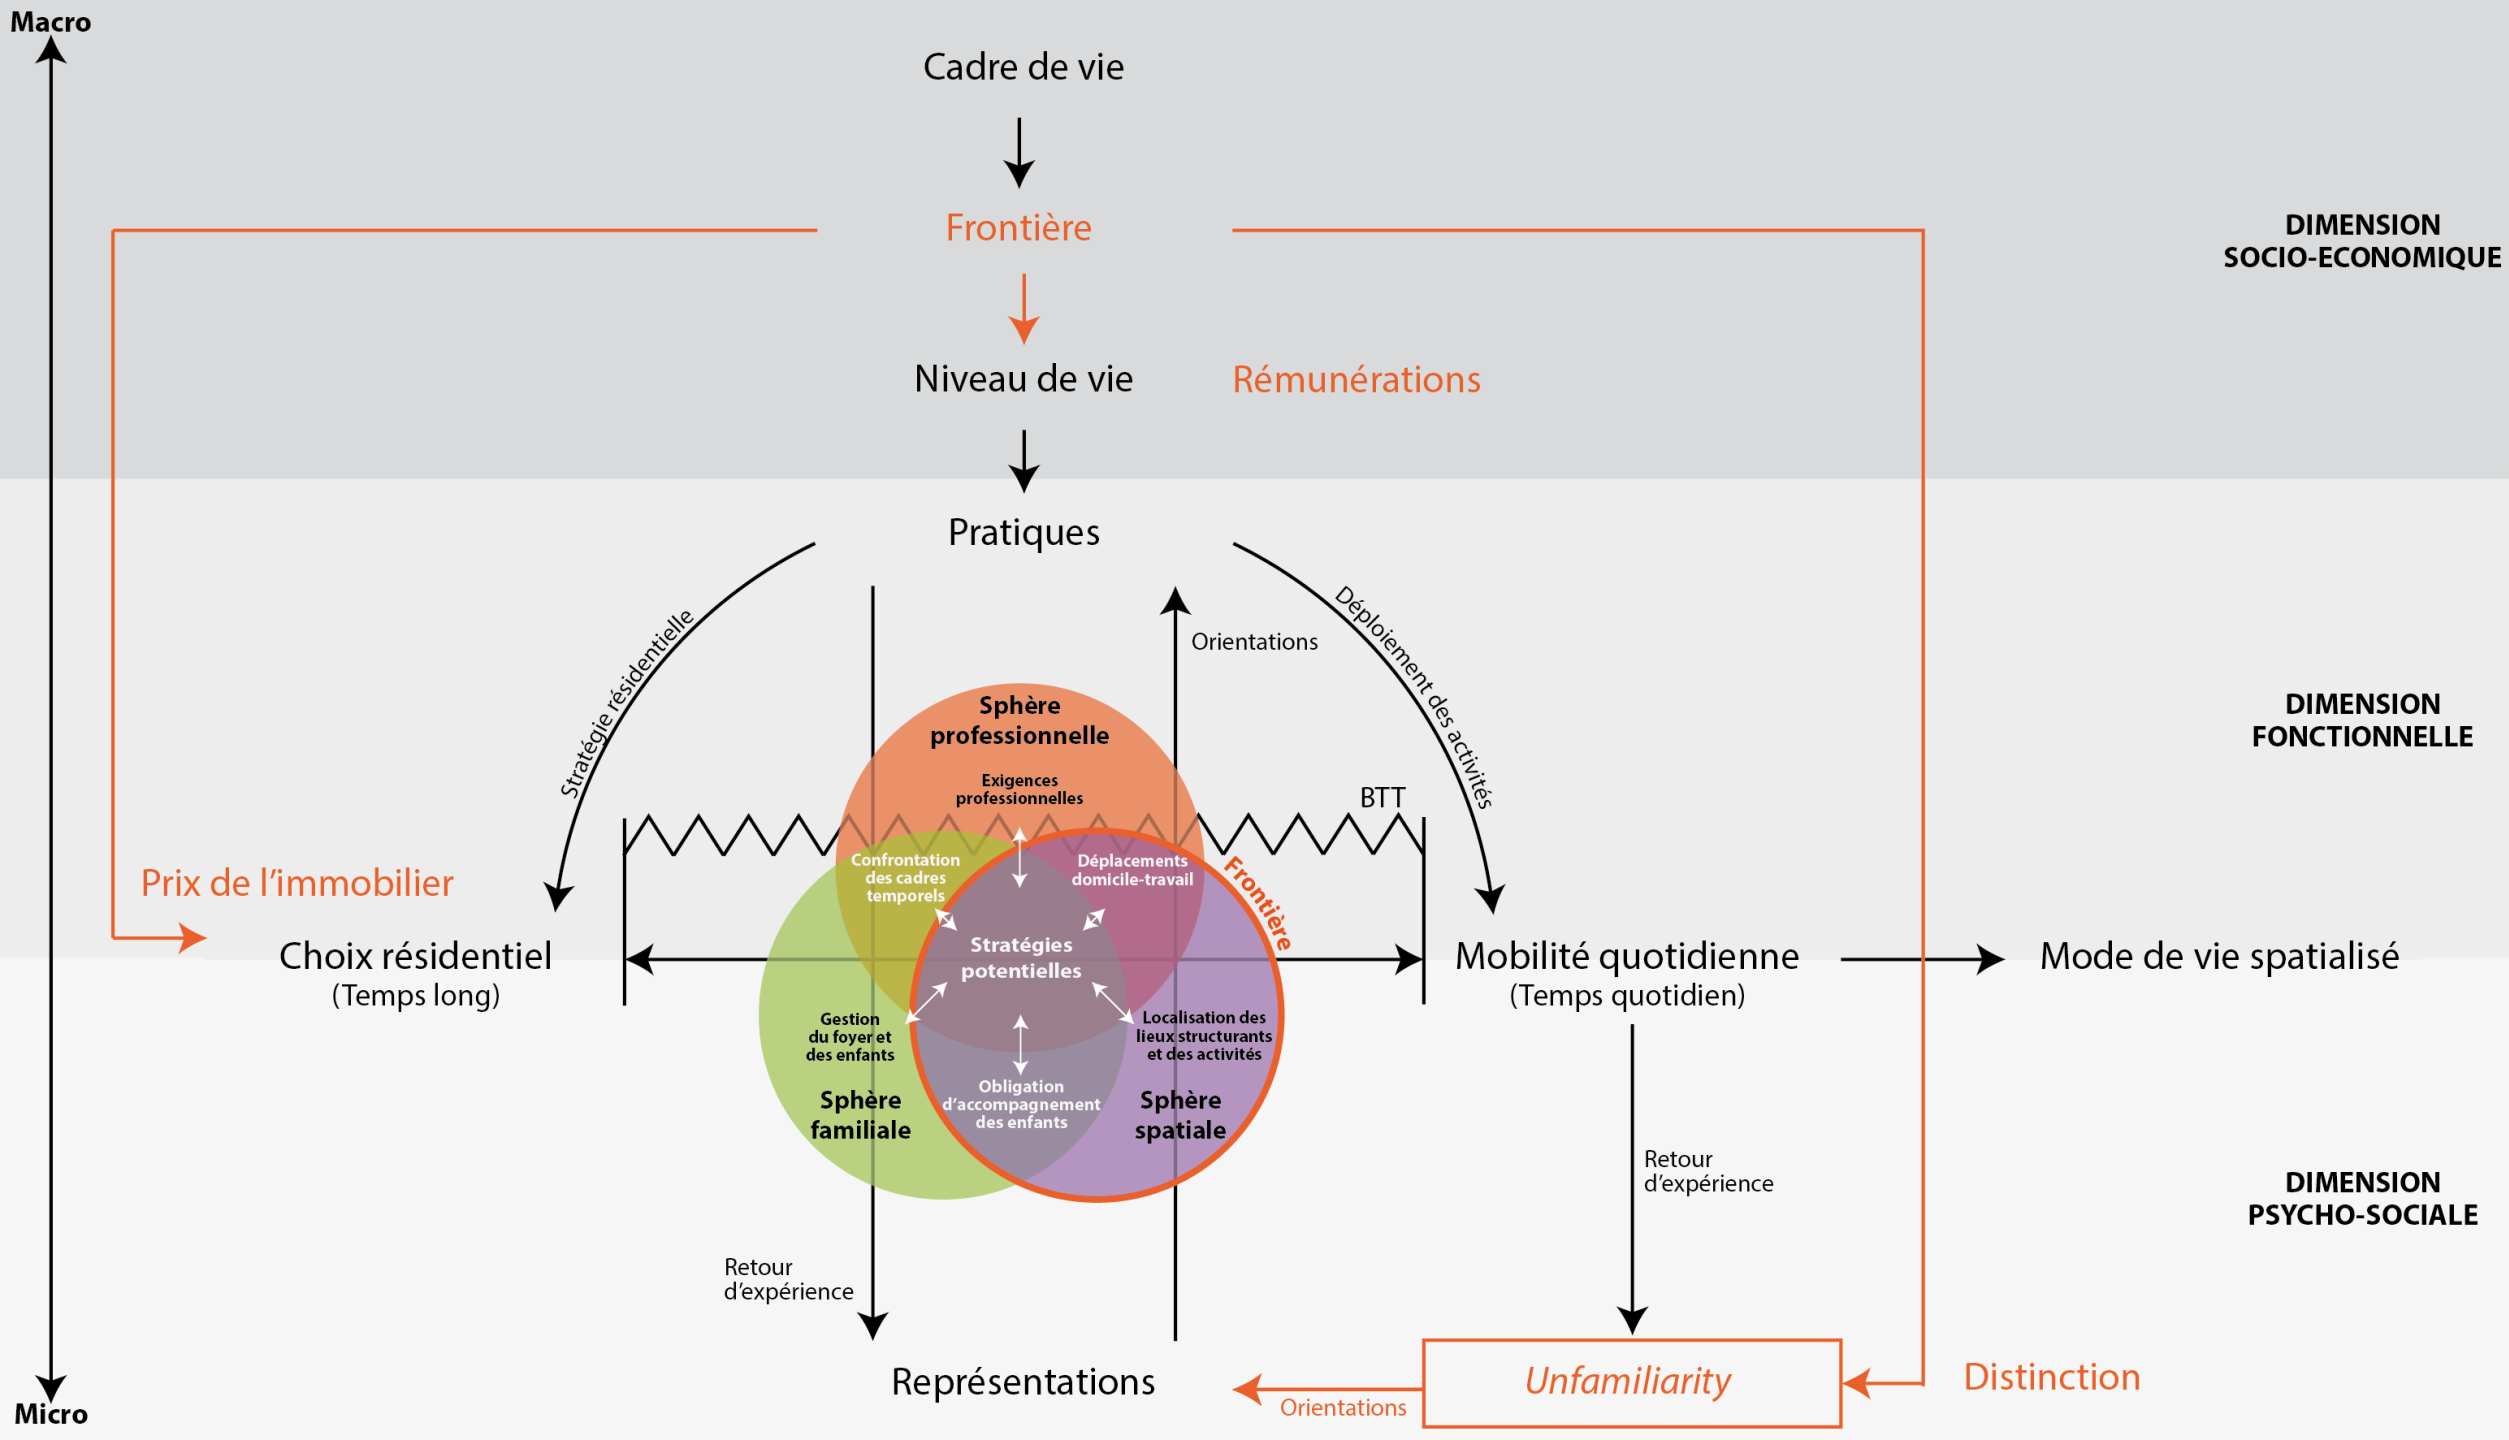 Macro
Cadre de vie
Frontière
DIMENSION
SOCIO-ECONOMIQUE
Niveau de vie
Rémunérations
Pratiques
Stratégie résidentielle
Orientations
Déploiement des activités
DIMENSION
FONCTIONNELLE
Sphère
professionnelle
Exigences
professionnelles
BTT
Confrontation
des cadres
temporels
Déplacements
domicile-travail
Frontière
Prix de l’immobilier
Stratégies
potentielles
Choix résidentiel
(Temps long)
Mobilité quotidienne
(Temps quotidien)
Mode de vie spatialisé
Gestion
du foyer et
des enfants
Localisation des
lieux structurants
et des activités
Obligation
d’accompagnement
des enfants
Sphère
familiale
Sphère
spatiale
Retour
d’expérience
DIMENSION
PSYCHO-SOCIALE
Retour
d’expérience
Représentations
Orientations
Unfamiliarity
Distinction
Micro